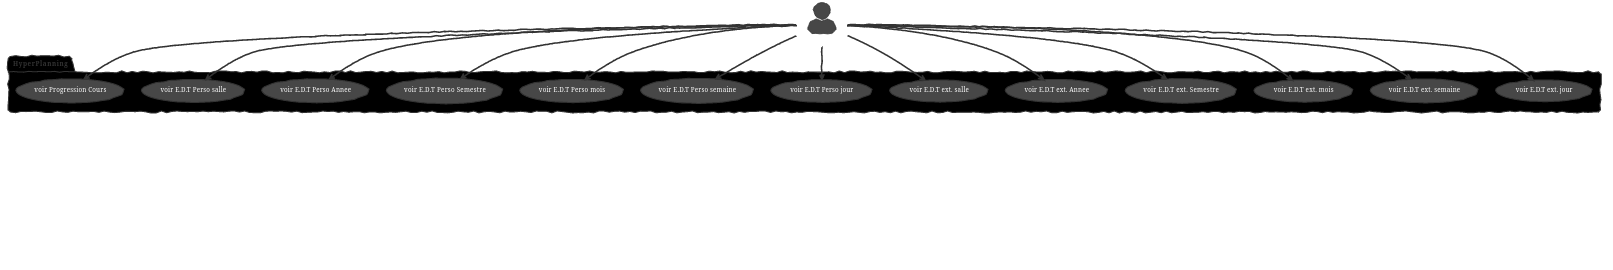 HyperPlanning
voir Progression Cours
voir E.D.T Perso salle
voir E.D.T Perso Annee
voir E.D.T Perso Semestre
voir E.D.T Perso mois
voir E.D.T Perso semaine
voir E.D.T Perso jour
voir E.D.T ext. salle
voir E.D.T ext. Annee
voir E.D.T ext. Semestre
voir E.D.T ext. mois
voir E.D.T ext. semaine
voir E.D.T ext. jour